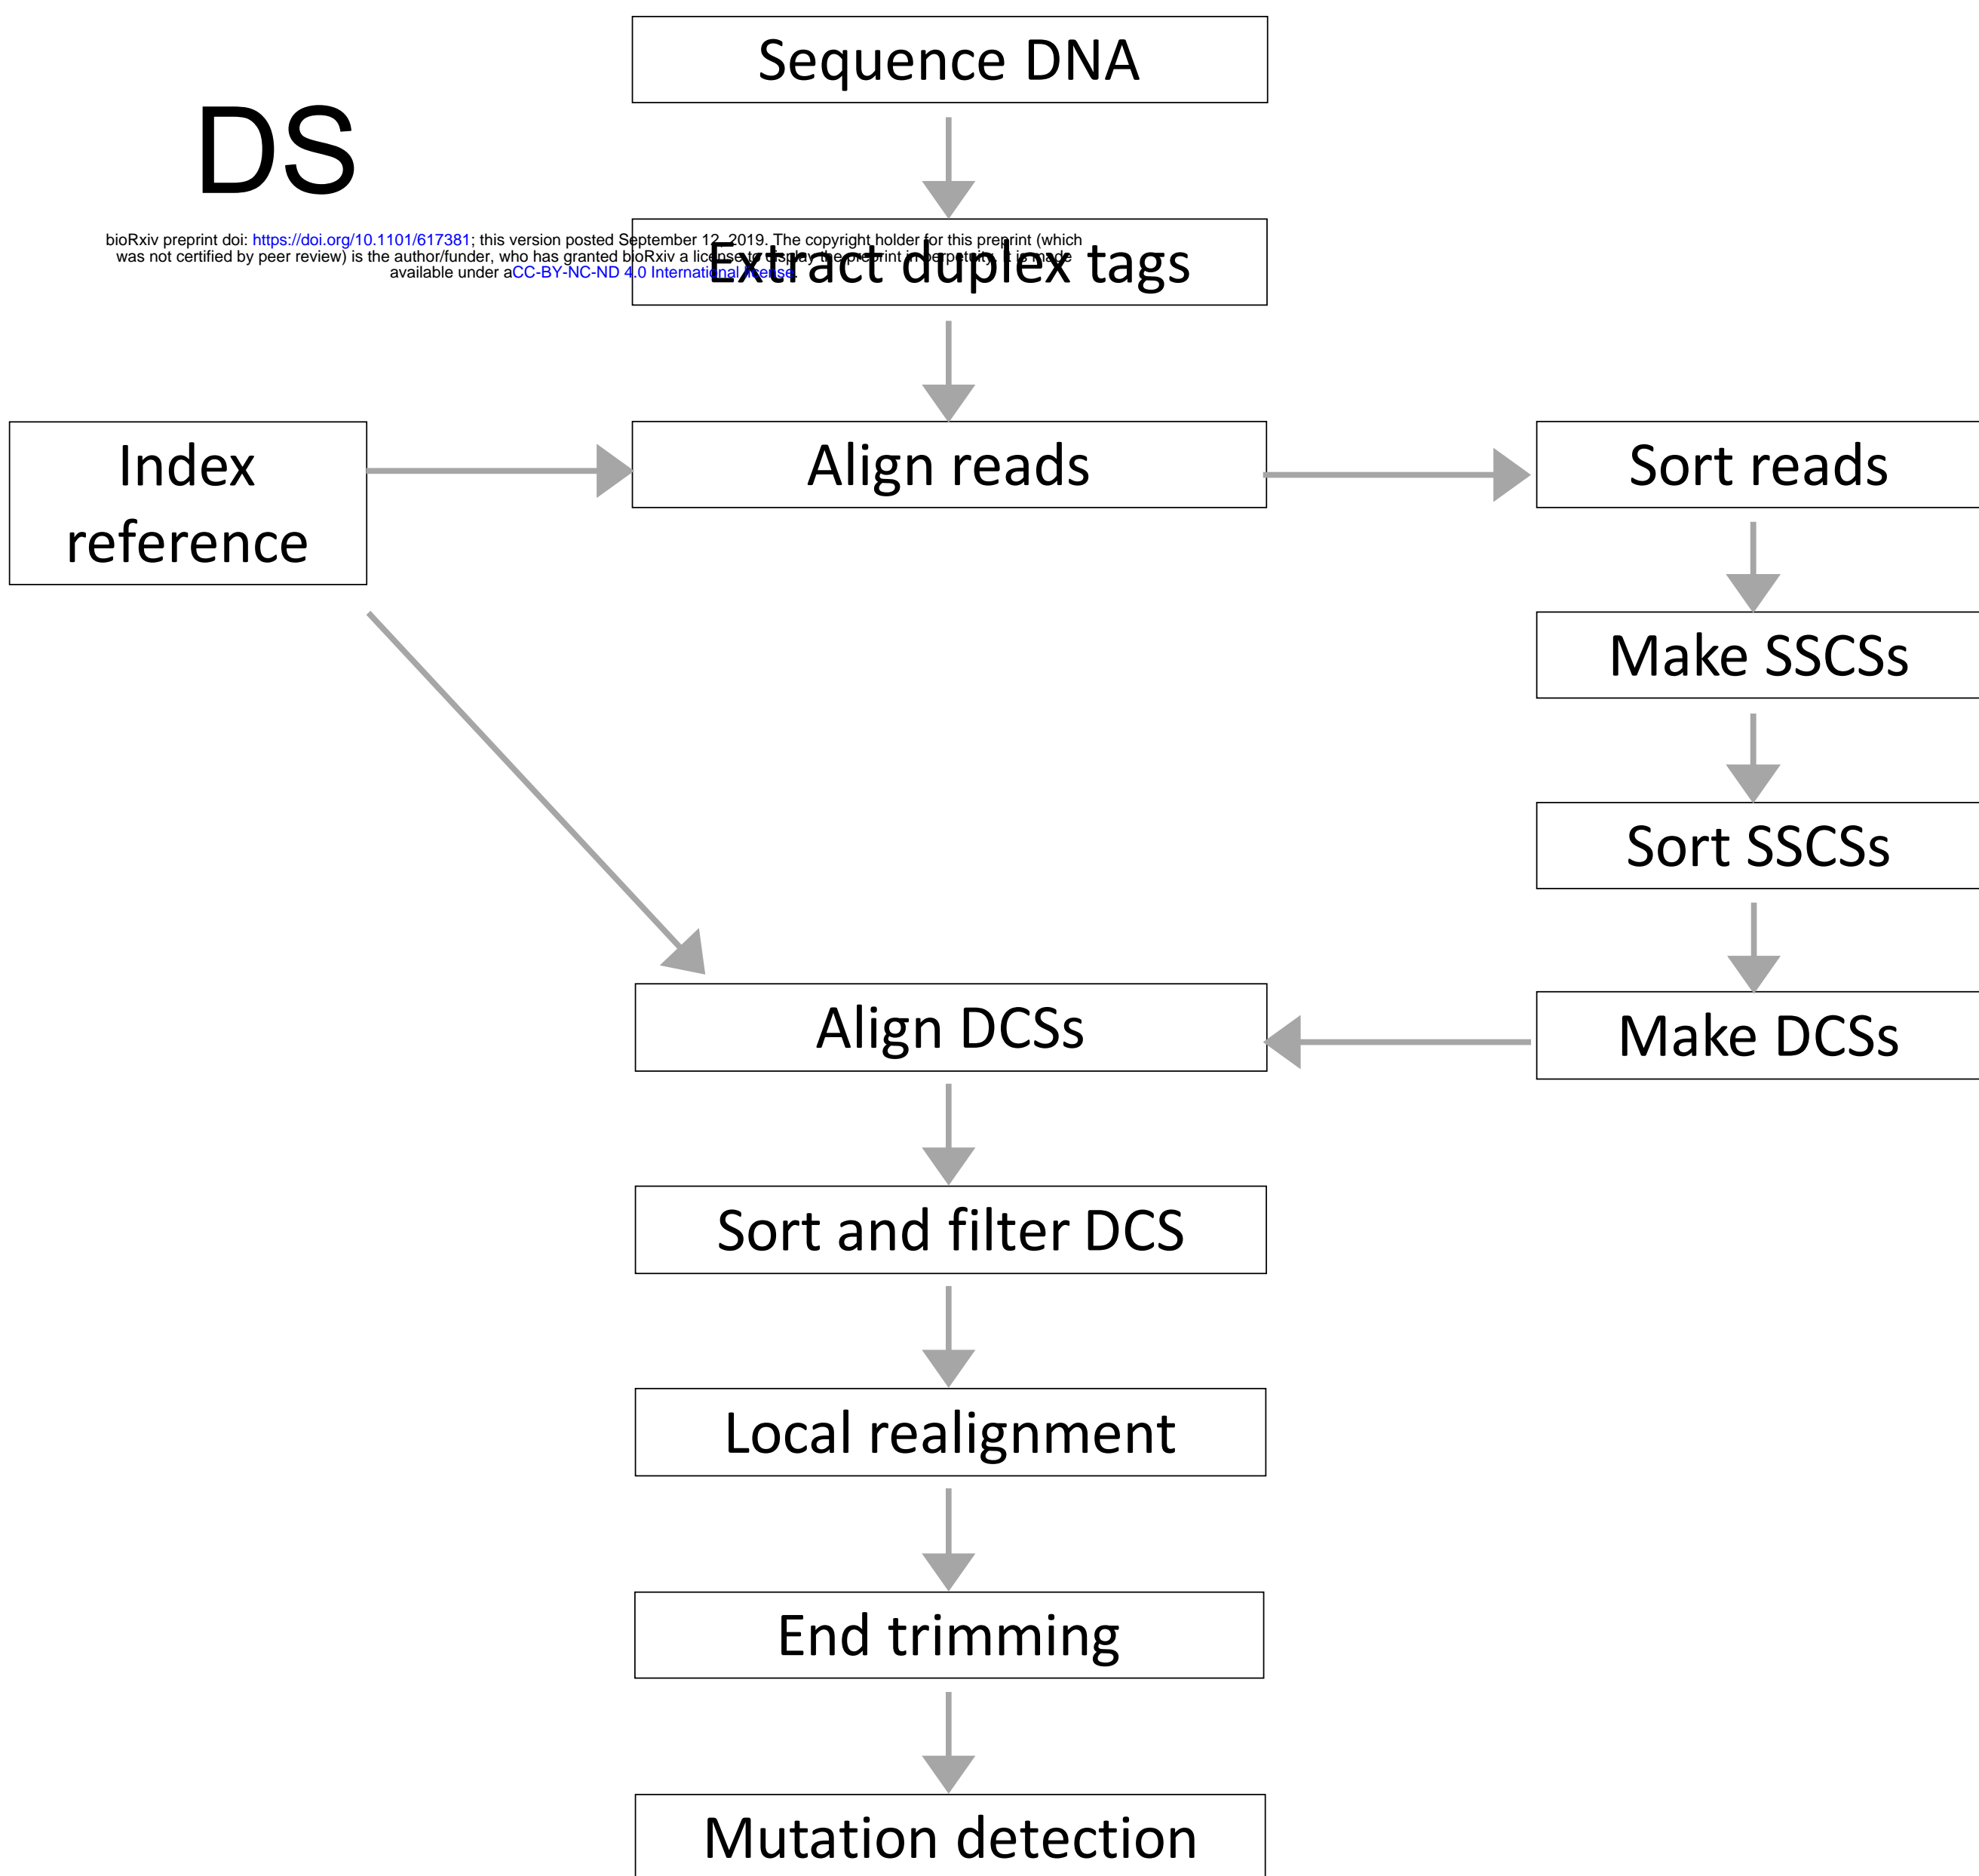 Sequence DNA
DS
bioRxiv preprint doi: https://doi.org/10.1101/617381; this version posted September 12, 2019. The copyright holder for this preprint (which
was not certified by peer review) is the author/funder, who has granted bioRxiv a license to display the preprint in perpetuity. It is made
available under aCC-BY-NC-ND 4.0 International license.
Extract duplex tags
Index
reference
Align reads
Sort reads
Make SSCSs
Sort SSCSs
Align DCSs
Make DCSs
Sort and filter DCS
Local realignment
End trimming
Mutation detection